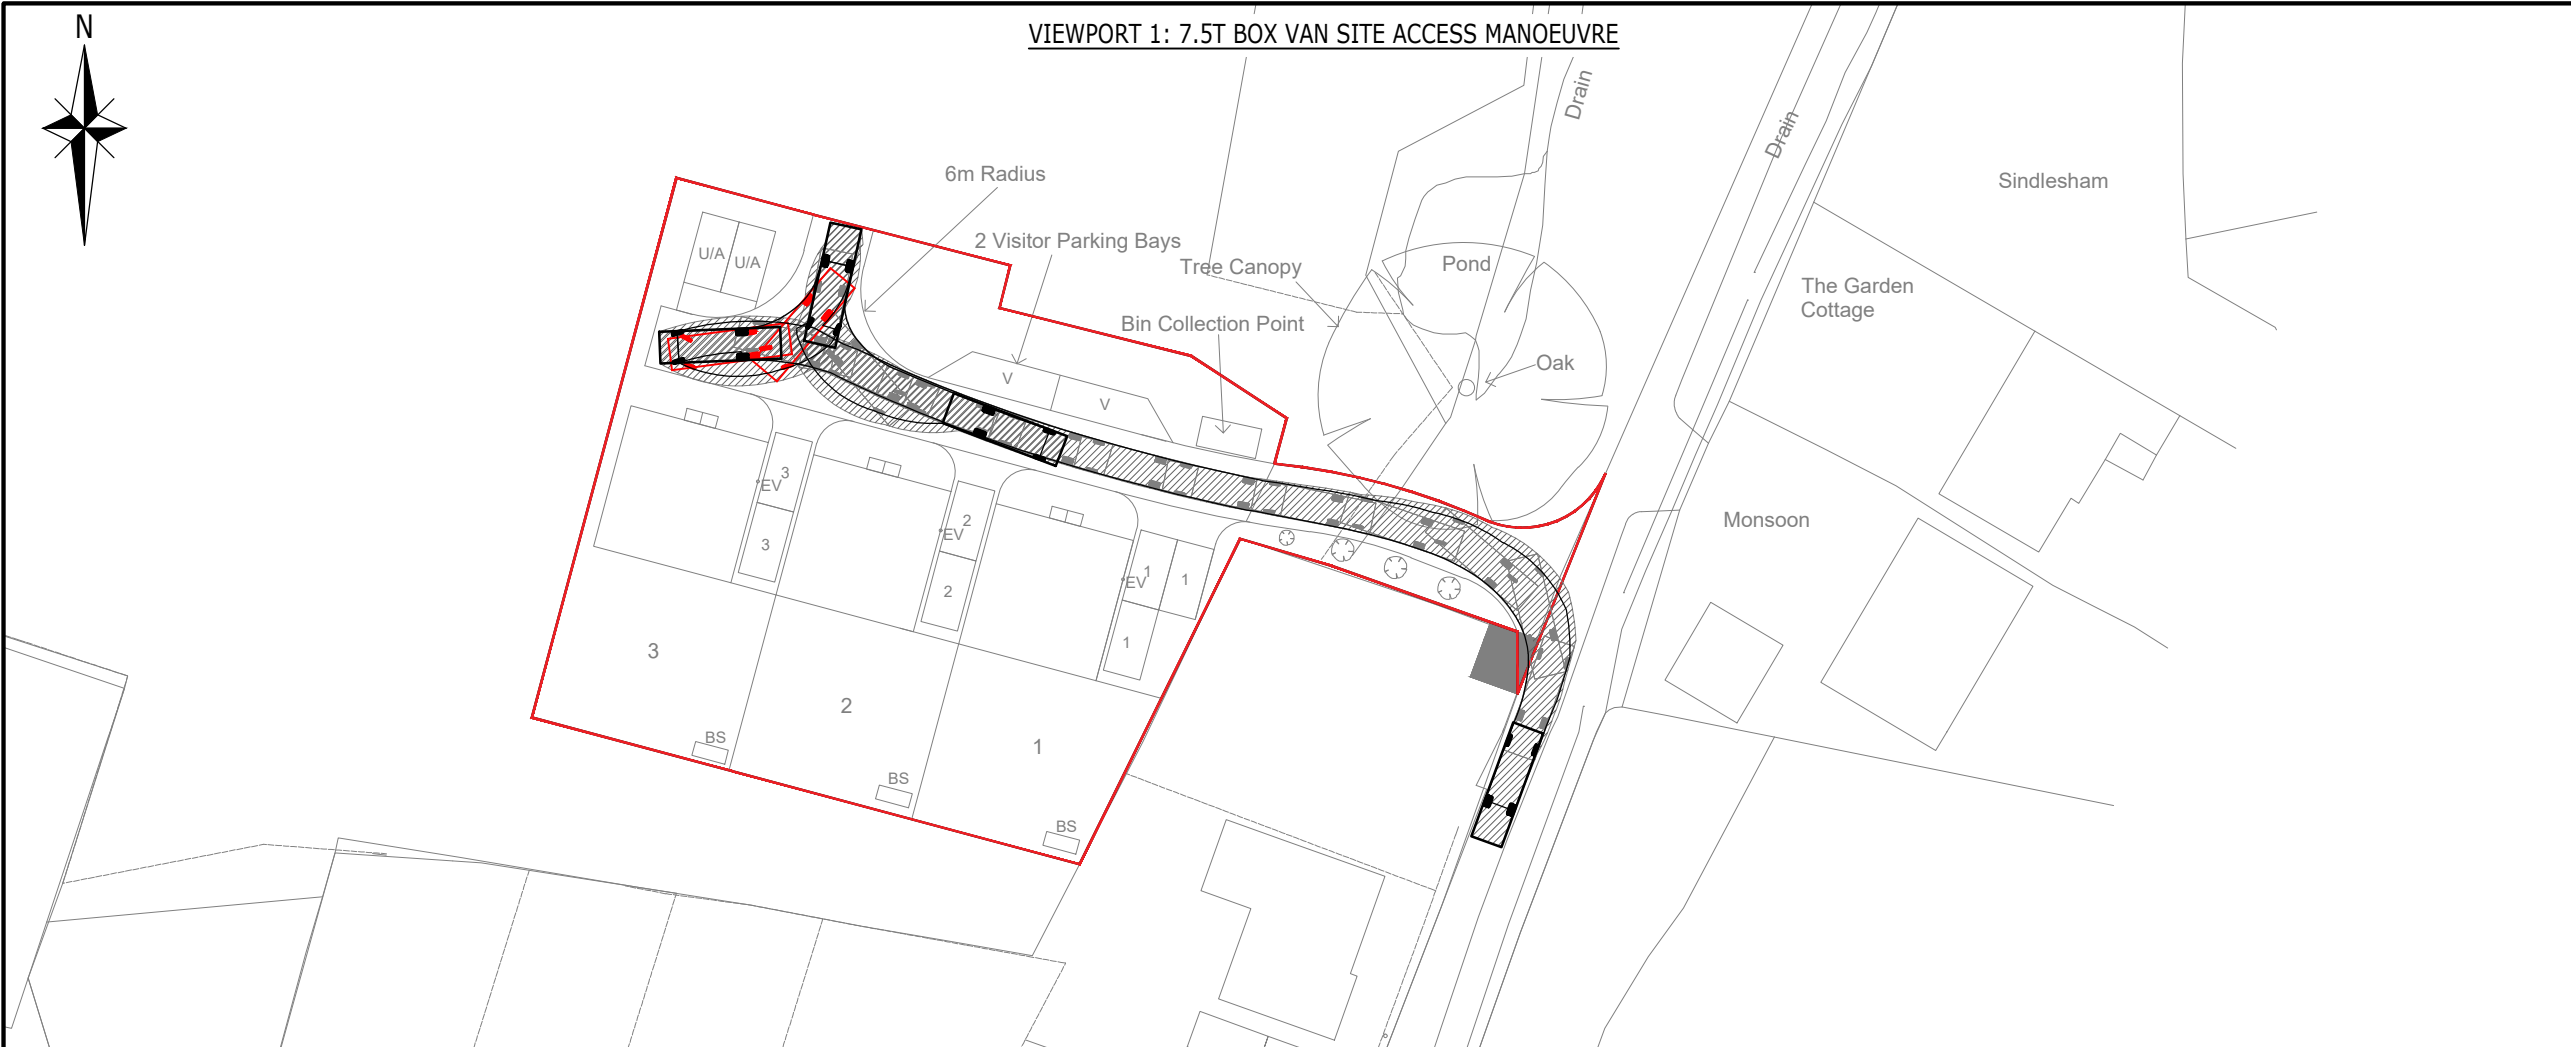 VIEWPORT 1: 7.5T BOX VAN SITE ACCESS MANOEUVRE
N
Drain
Drain
6m Radius
Sindlesham
2 Visitor Parking Bays
U/A
U/A
Tree Canopy
Pond
The Garden
Cottage
Bin Collection Point
Oak
V
V
3
EV
3
2
EV
2
1
EV
1
1
Monsoon
3
2
1
BS
BS
BS